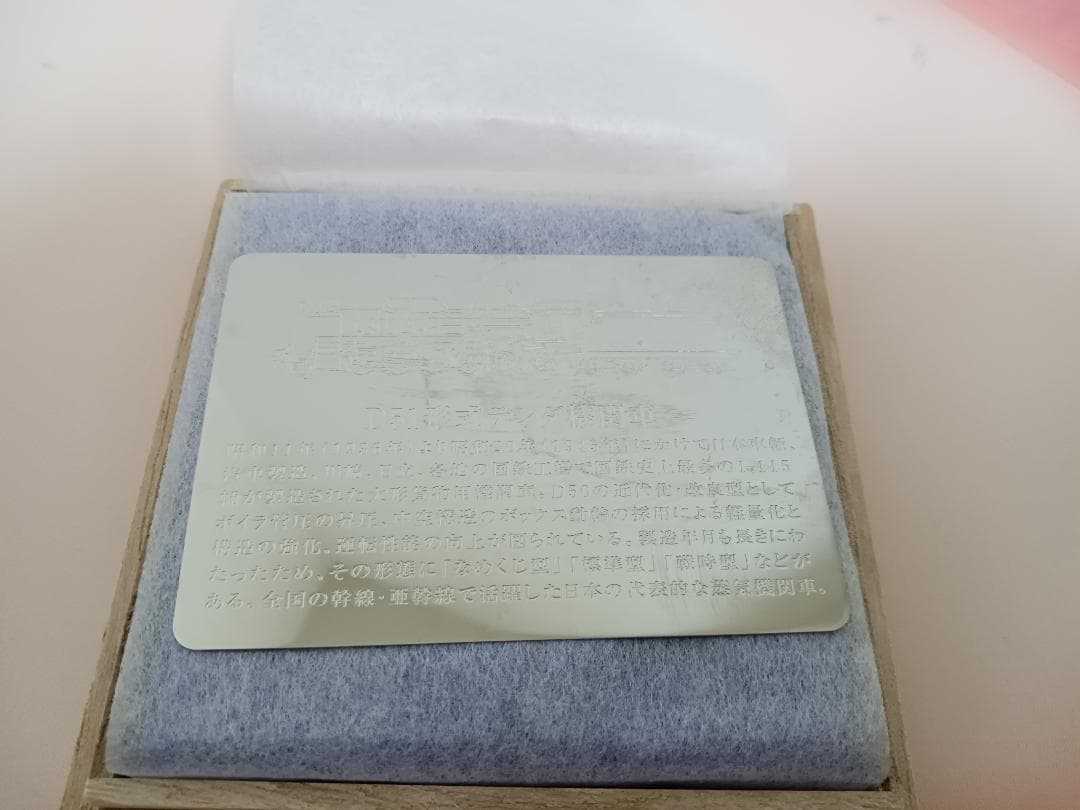 D51形式テンダ機関車
昭和11年(1936年)より昭和20年(1945年)にかけて日本車輌、
汽車製造、川崎、日立、各地の国鉄工場で国鉄史上最多の1115
輌が製造された大形貨物用機関車。D50の近代化・改良型として
ボイラ管圧の昇圧、中空構造のボックス動輪の採用による軽量化と
構造の強化、運転性能の向上が図られている。製造年月も長きにわ
たったため、その形態に「なめくじ型」「標準型」「戦時型」などが
ある。全国の幹線・亜幹線で活躍した日本の代表的な蒸気機関車。